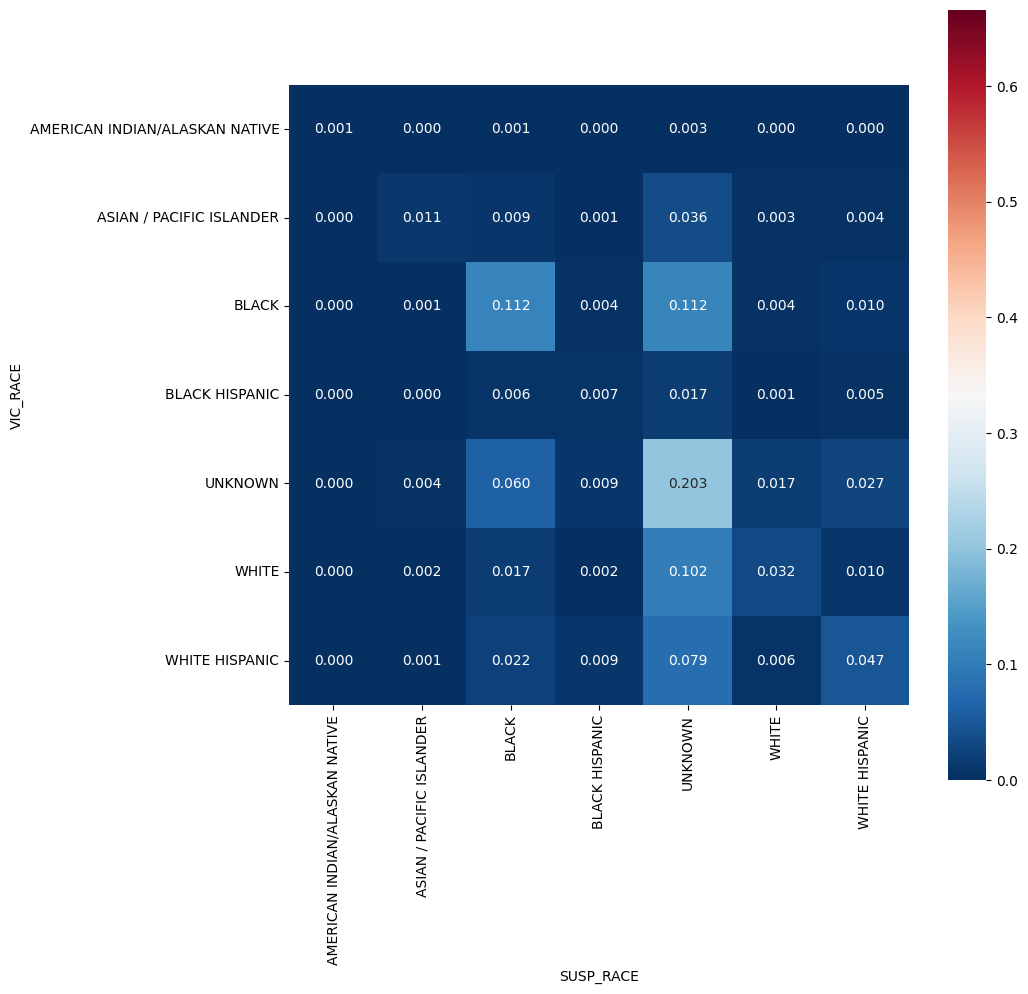 AMERICAN INDIAN/ALASKAN NATIVE 0.001 0.000 0.001 0.000 0.003 0.000 0.000
ASIAN / PACIFIC ISLANDER 0.000 0.011 0.009 0.001 0.036 0.003 0.004
BLACK 0.000 0.001 0.112 0.004 0.112 0.004 0.010
BLACK HISPANIC 0.000 0.000 0.006 0.007 0.017 0.001 0.005
UNKNOWN 0.000 0.004 0.060 0.009 0.203 0.017 0.027
WHITE 0.000 0.002 0.017 0.002 0.102 0.032 0.010
WHITE HISPANIC 0.000 0.001 0.022 0.009 0.079 0.006 0.047
VIC_RACE
AMERICAN INDIAN/ALASKAN NATIVE
ASIAN / PACIFIC ISLANDER
BLACK
BLACK HISPANIC
UNKNOWN
WHITE
WHITE HISPANIC
SUSP_RACE
0.6
0.5
0.4
0.3
0.2
0.1
0.0